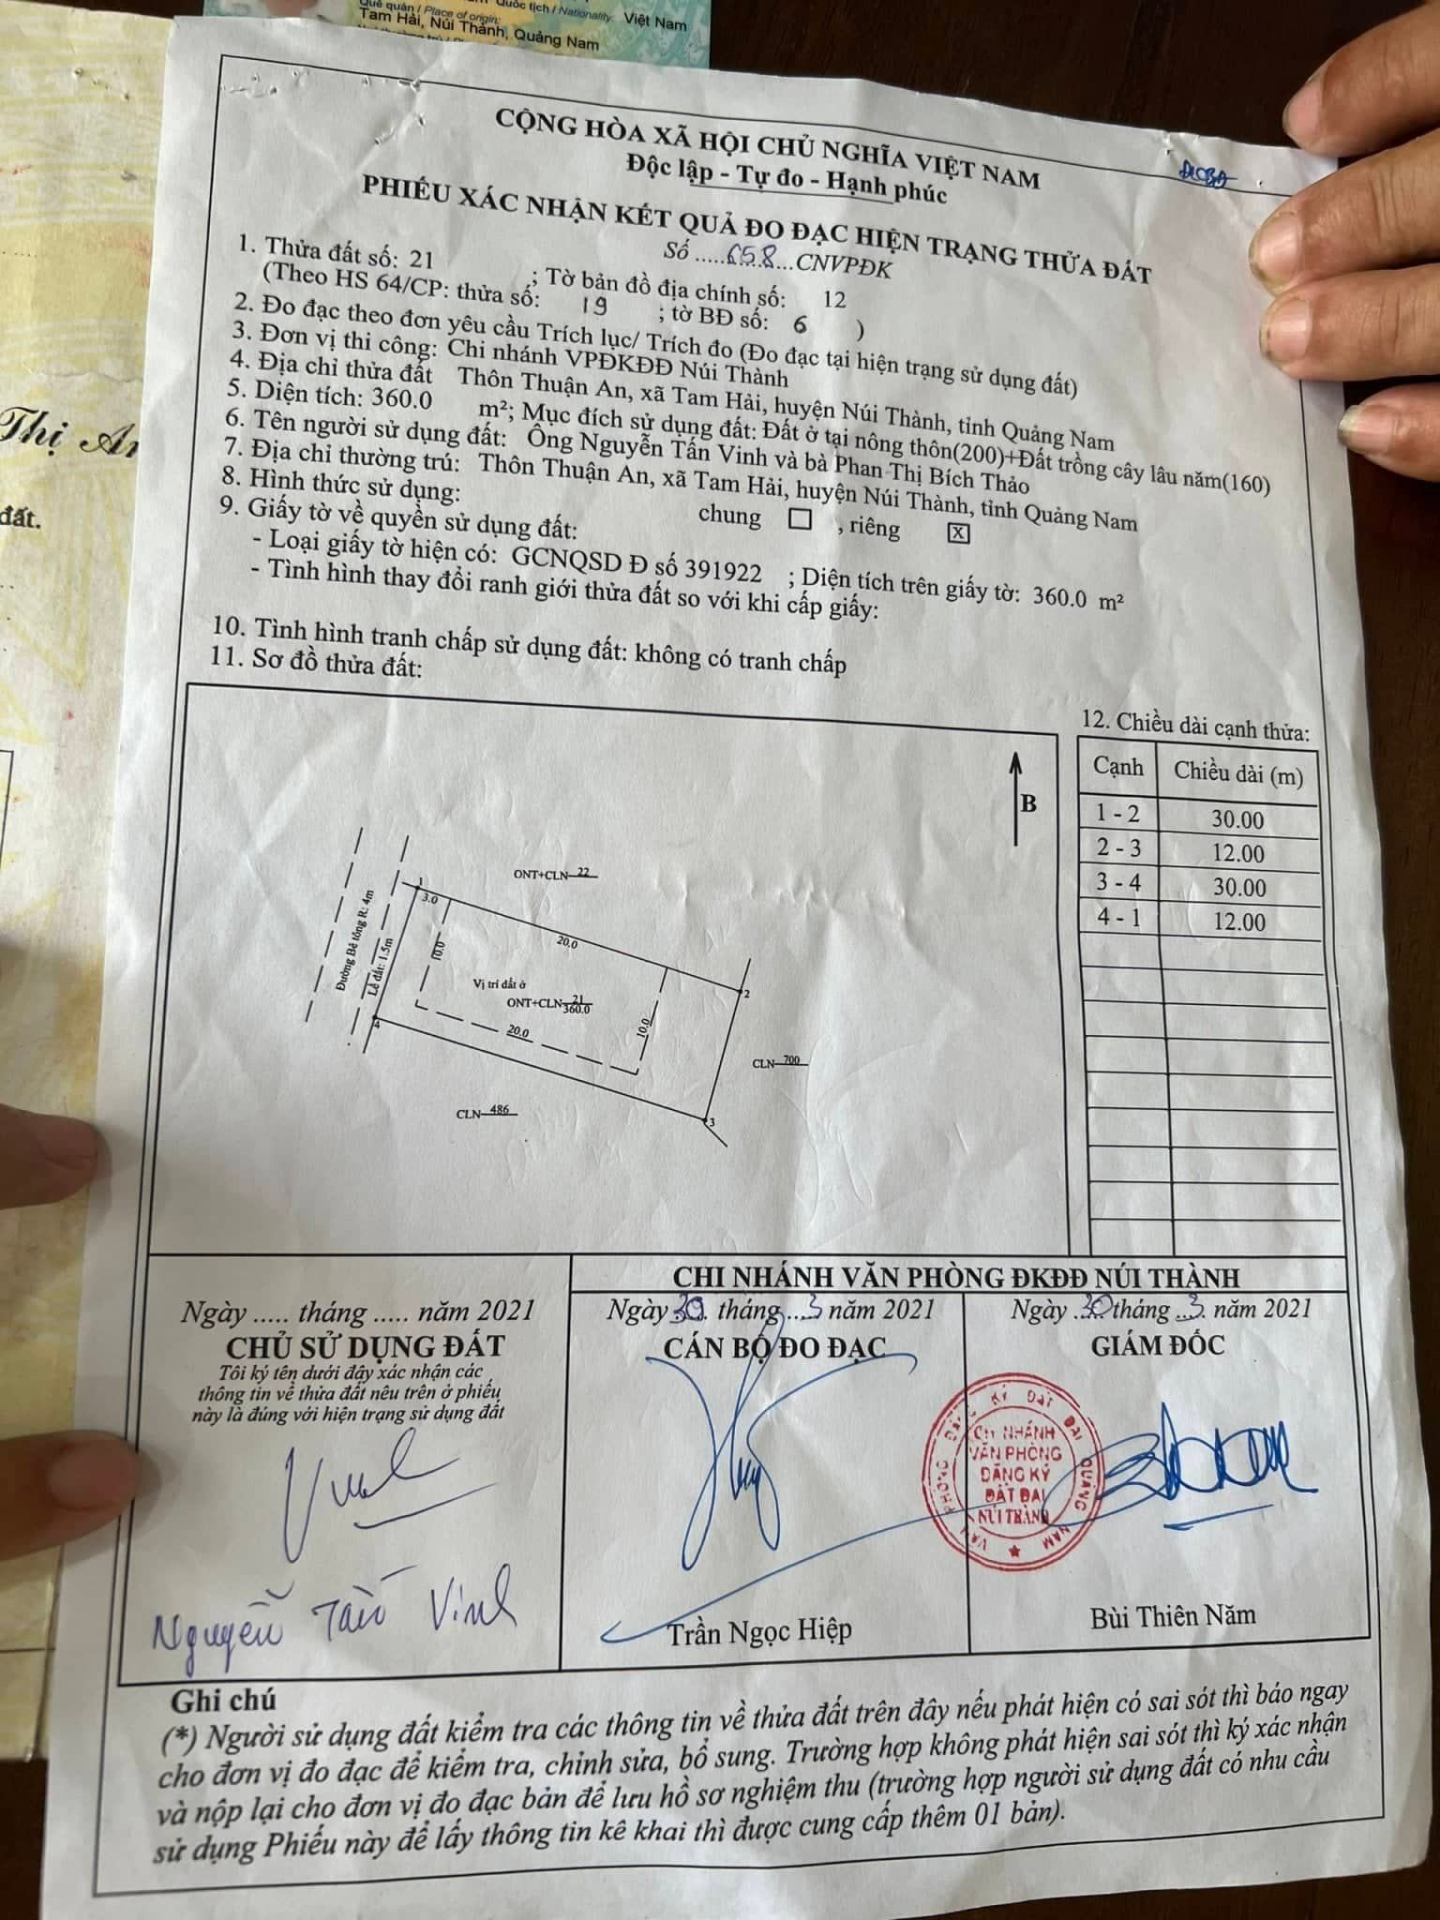 Quê quán / Place of origin:
Quốc tịch / Nationality: Việt Nam
Tam Hải, Núi Thành, Quảng Nam
Thị An
đất.
CỘNG HÒA XÃ HỘI CHỦ NGHĨA VIỆT NAM
Độc lập - Tự do - Hạnh phúc
PHIẾU XÁC NHẬN KẾT QUẢ ĐO ĐẠC HIỆN TRẠNG THỬA ĐẤT
Số .....658...CNVPĐK
1. Thửa đất số: 21 ; Tờ bản đồ địa chính số: 12
(Theo HS 64/CP: thửa số: 19 ; tờ BĐ số: 6 )
2. Đo đạc theo đơn yêu cầu Trích lục/ Trích đo (Đo đạc tại hiện trạng sử dụng đất)
3. Đơn vị thi công: Chi nhánh VPĐKĐĐ Núi Thành
4. Địa chỉ thửa đất Thôn Thuận An, xã Tam Hải, huyện Núi Thành, tỉnh Quảng Nam
5. Diện tích: 360.0 m²; Mục đích sử dụng đất: Đất ở tại nông thôn(200)+Đất trồng cây lâu năm(160)
6. Tên người sử dụng đất: Ông Nguyễn Tấn Vinh và bà Phan Thị Bích Thảo
7. Địa chỉ thường trú: Thôn Thuận An, xã Tam Hải, huyện Núi Thành, tỉnh Quảng Nam
8. Hình thức sử dụng: chung ☐ , riêng ☒
9. Giấy tờ về quyền sử dụng đất:
- Loại giấy tờ hiện có: GCNQSD Đ số 391922 ; Diện tích trên giấy tờ: 360.0 m²
- Tình hình thay đổi ranh giới thửa đất so với khi cấp giấy:
10. Tình hình tranh chấp sử dụng đất: không có tranh chấp
11. Sơ đồ thửa đất:
12. Chiều dài cạnh thửa:
Cạnh Chiều dài (m)
1 - 2 30.00
2 - 3 12.00
3 - 4 30.00
4 - 1 12.00
B
ONT+CLN 22
1
3.0
20.0
Đường Bê tông R: 4m
Lề đất: 1.5m
10.0
Vị trí đất ở
ONT+CLN 21
360.0
2
20.0
10.0
4
CLN 700
CLN 486
3
CHI NHÁNH VĂN PHÒNG ĐKĐĐ NÚI THÀNH
Ngày ..... tháng ..... năm 2021
CHỦ SỬ DỤNG ĐẤT
Tôi ký tên dưới đây xác nhận các
thông tin về thửa đất nêu trên ở phiếu
này là đúng với hiện trạng sử dụng đất
Nguyễn Tấn Vinh
Ngày 30. tháng ...3 năm 2021
CÁN BỘ ĐO ĐẠC
Trần Ngọc Hiệp
Ngày .30 tháng ..3. năm 2021
GIÁM ĐỐC
VĂN PHÒNG ĐĂNG KÝ ĐẤT ĐAI QUẢNG NAM
CHI NHÁNH
VĂN PHÒNG
ĐĂNG KÝ
ĐẤT ĐAI
NÚI THÀNH
Bùi Thiên Năm
Ghi chú
(*) Người sử dụng đất kiểm tra các thông tin về thửa đất trên đây nếu phát hiện có sai sót thì báo ngay
cho đơn vị đo đạc để kiểm tra, chỉnh sửa, bổ sung. Trường hợp không phát hiện sai sót thì ký xác nhận
và nộp lại cho đơn vị đo đạc bản để lưu hồ sơ nghiệm thu (trường hợp người sử dụng đất có nhu cầu
sử dụng Phiếu này để lấy thông tin kê khai thì được cung cấp thêm 01 bản).